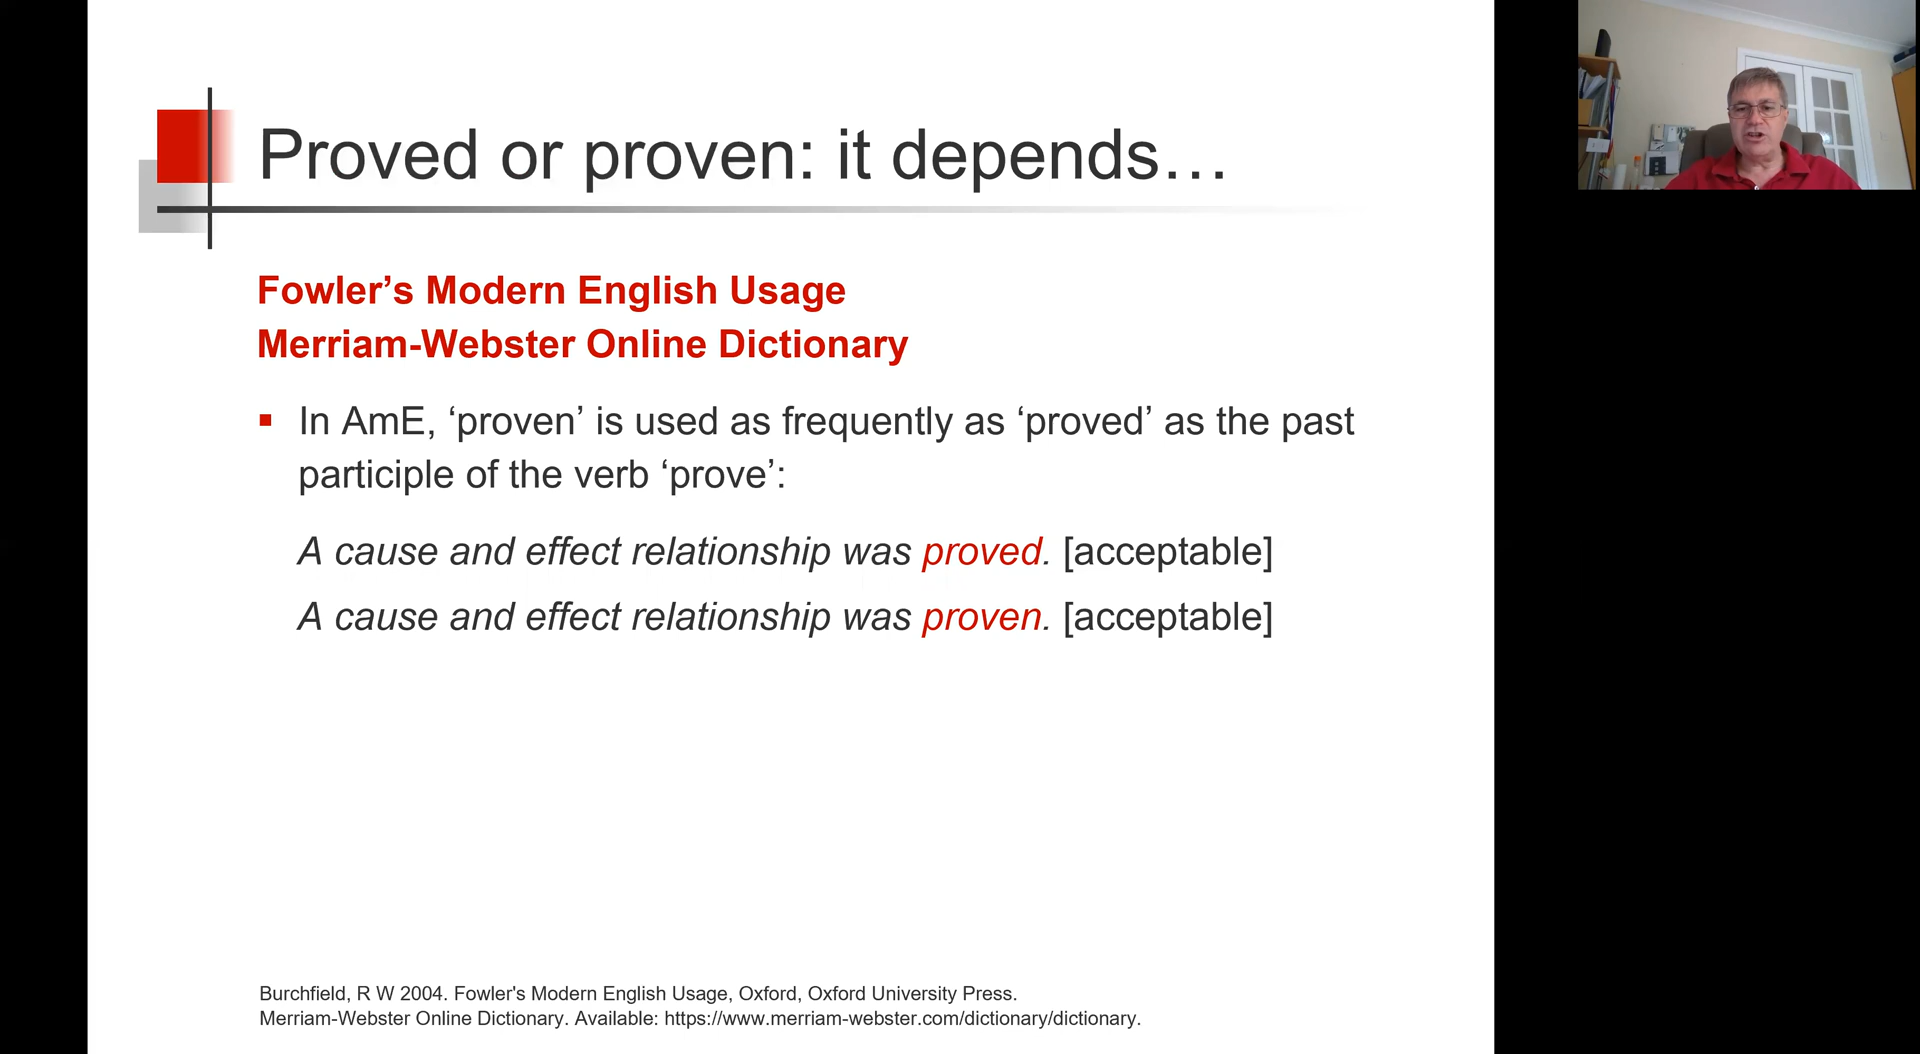 Proved or proven: it depends…
Fowler’s Modern English Usage
Merriam-Webster Online Dictionary
▪ In AmE, ‘proven’ is used as frequently as ‘proved’ as the past
participle of the verb ‘prove’:
A cause and effect relationship was proved. [acceptable]
A cause and effect relationship was proven. [acceptable]
Burchfield, R W 2004. Fowler's Modern English Usage, Oxford, Oxford University Press.
Merriam-Webster Online Dictionary. Available: https://www.merriam-webster.com/dictionary/dictionary.